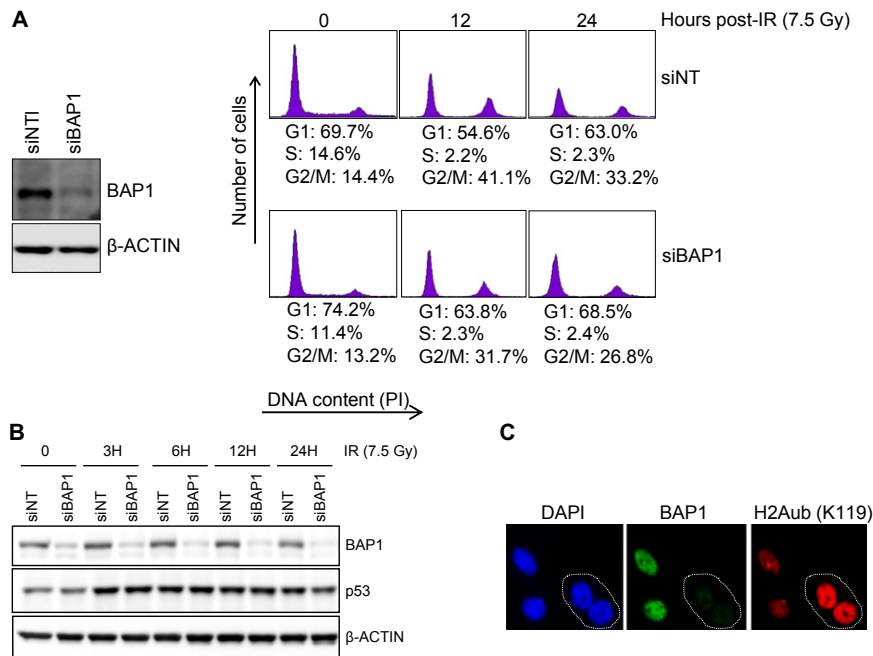 A
0 12 24 Hours post-IR (7.5 Gy)
siNTl siBAP1
BAP1
β-ACTIN
Number of cells
siNT
G1: 69.7% G1: 54.6% G1: 63.0%
S: 14.6% S: 2.2% S: 2.3%
G2/M: 14.4% G2/M: 41.1% G2/M: 33.2%
siBAP1
G1: 74.2% G1: 63.8% G1: 68.5%
S: 11.4% S: 2.3% S: 2.4%
G2/M: 13.2% G2/M: 31.7% G2/M: 26.8%
DNA content (PI)
B
0 3H 6H 12H 24H IR (7.5 Gy)
siNT siBAP1 siNT siBAP1 siNT siBAP1 siNT siBAP1 siNT siBAP1
BAP1
p53
β-ACTIN
C
DAPI BAP1 H2Aub (K119)